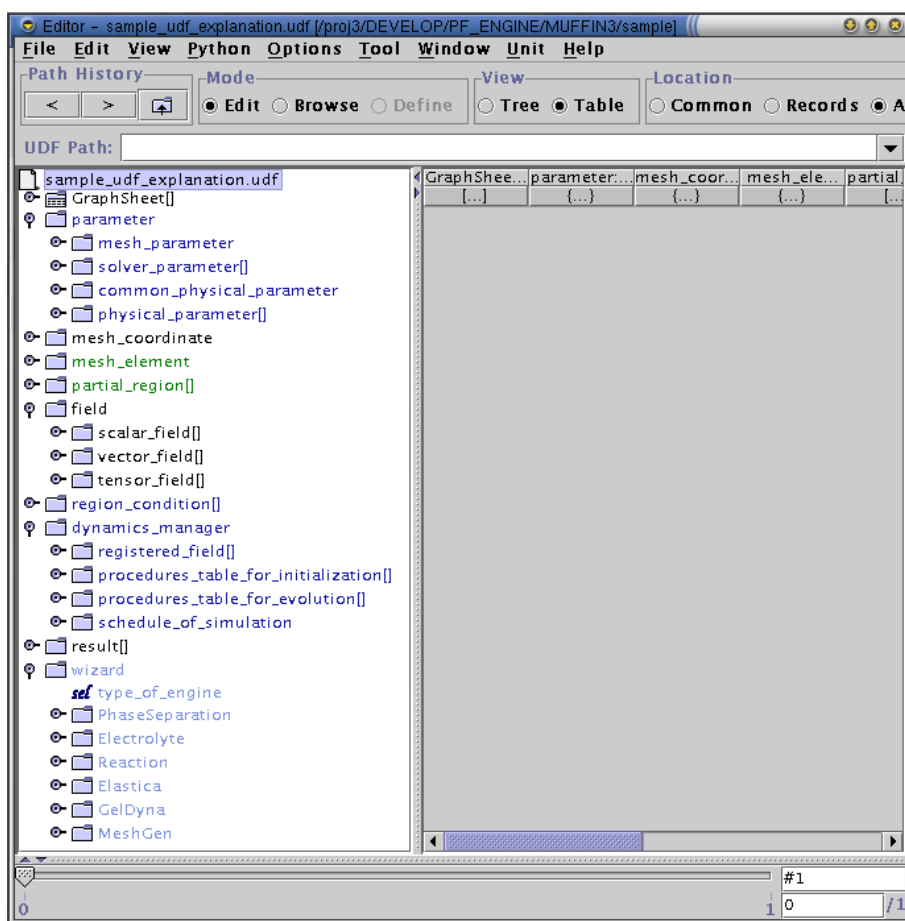 Editor - sample_udf_explanation.udf [/proj3/DEVELOP/PF_ENGINE/MUFFIN3/sample]
File Edit View Python Options Tool Window Unit Help
Path History Mode View Location
< > Edit Browse Define Tree Table Common Records A
UDF Path:
sample_udf_explanation.udf
GraphSheet[]
parameter
mesh_parameter
solver_parameter[]
common_physical_parameter
physical_parameter[]
mesh_coordinate
mesh_element
partial_region[]
field
scalar_field[]
vector_field[]
tensor_field[]
region_condition[]
dynamics_manager
registered_field[]
procedures_table_for_initialization[]
procedures_table_for_evolution[]
schedule_of_simulation
result[]
wizard
sel type_of_engine
PhaseSeparation
Electrolyte
Reaction
Elastica
GelDyna
MeshGen
GraphShee... parameter:... mesh_coor... mesh_ele... partial_
[...] {...} {...} {...} [...
#1
0 1 0 /1